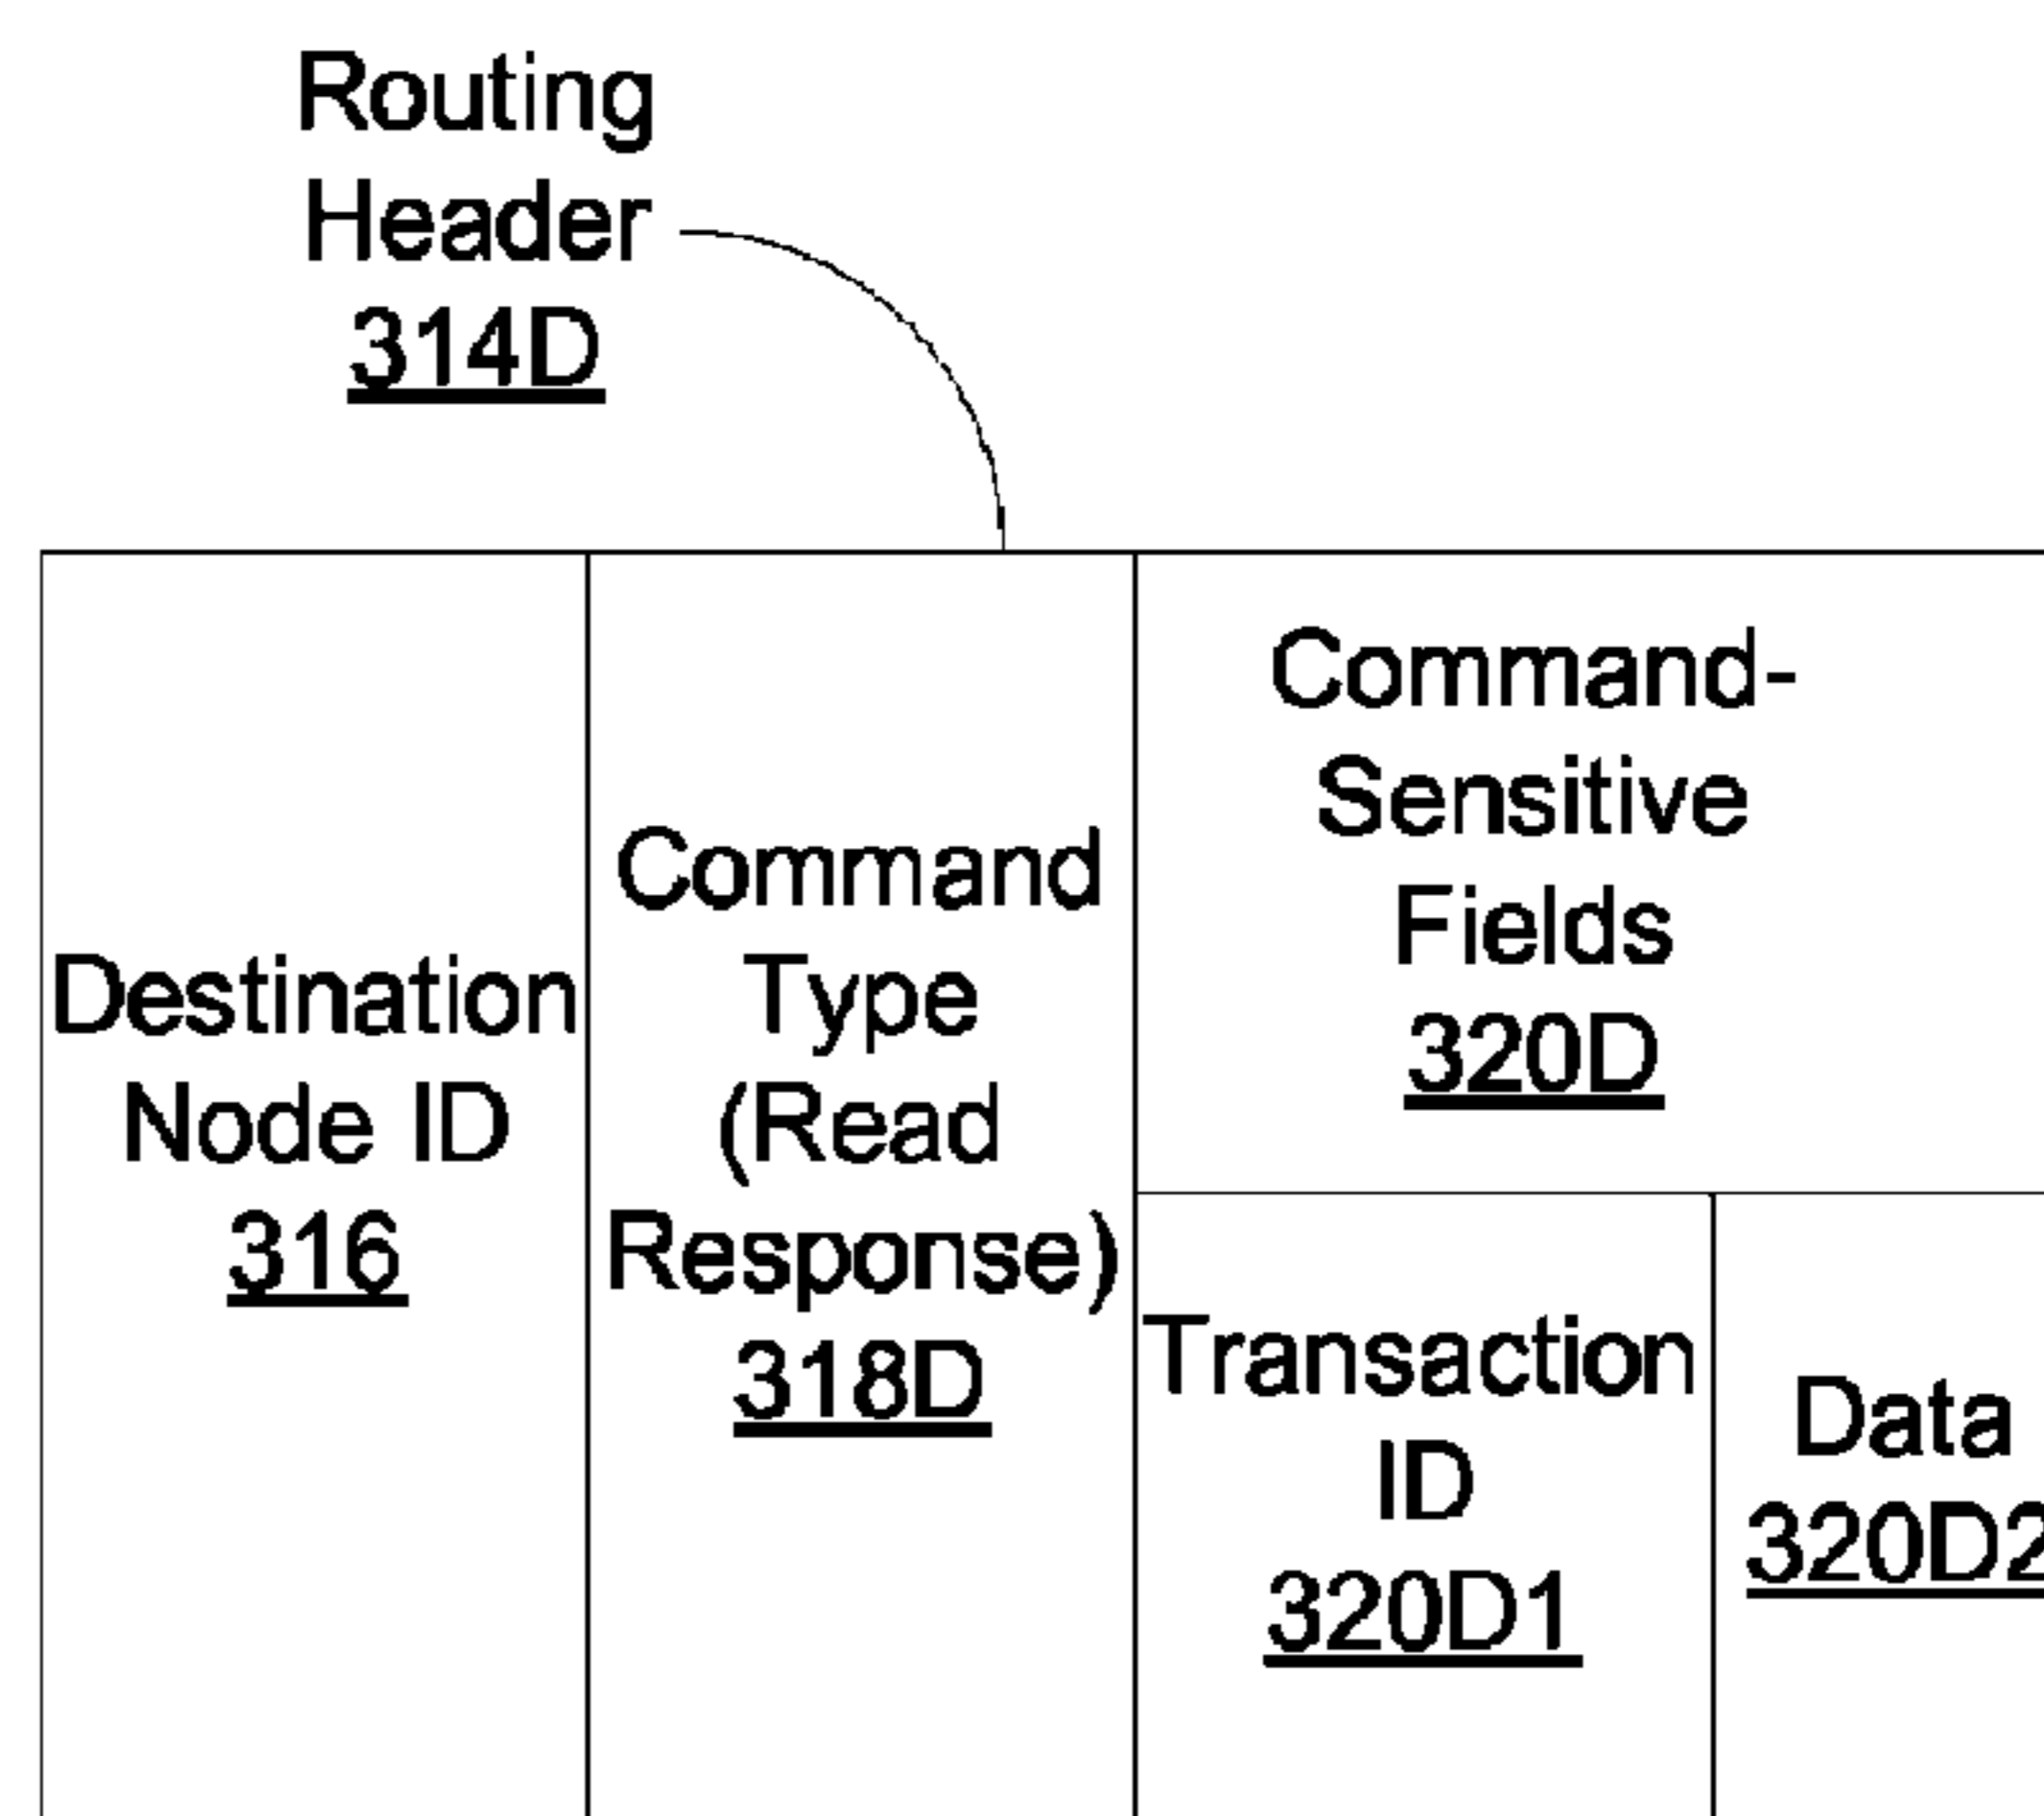 Routing
Header
314D
Destination
Node ID
316
Command
Type
(Read
Response)
318D
Command-
Sensitive
Fields
320D
Transaction
ID
320D1
Data
320D2